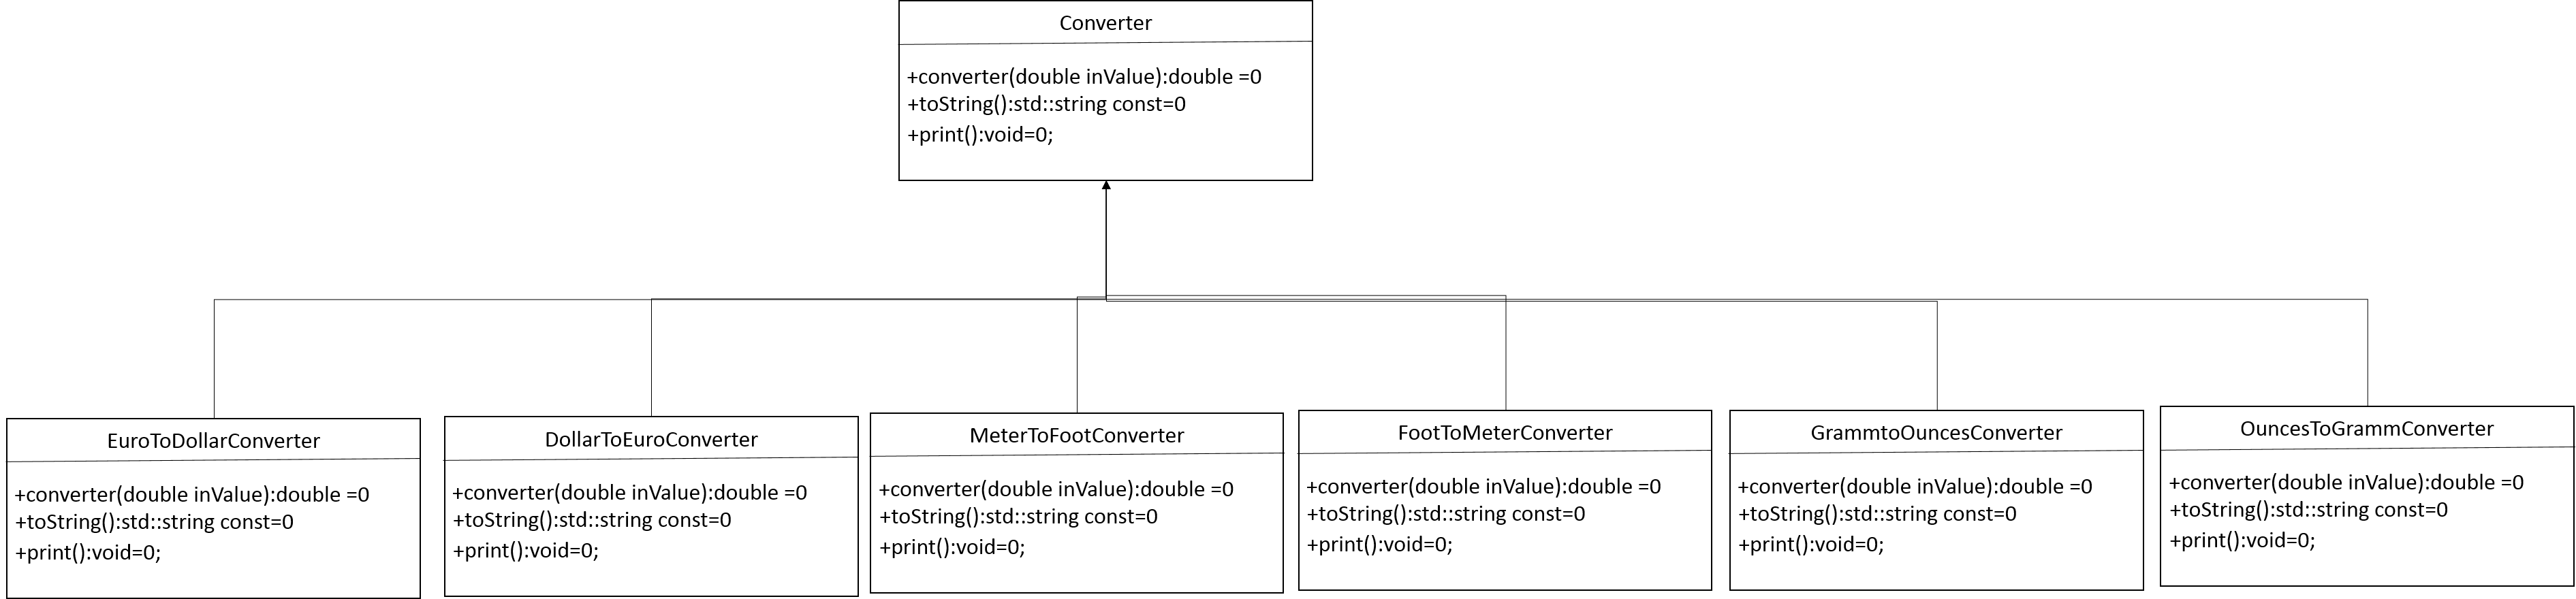 Converter
+converter(double inValue):double =0
+toString():std::string const=0
+print():void=0;
EuroToDollarConverter
+converter(double inValue):double =0
+toString():std::string const=0
+print():void=0;
DollarToEuroConverter
+converter(double inValue):double =0
+toString():std::string const=0
+print():void=0;
MeterToFootConverter
+converter(double inValue):double =0
+toString():std::string const=0
+print():void=0;
FootToMeterConverter
+converter(double inValue):double =0
+toString():std::string const=0
+print():void=0;
GrammtoOuncesConverter
+converter(double inValue):double =0
+toString():std::string const=0
+print():void=0;
OuncesToGrammConverter
+converter(double inValue):double =0
+toString():std::string const=0
+print():void=0;